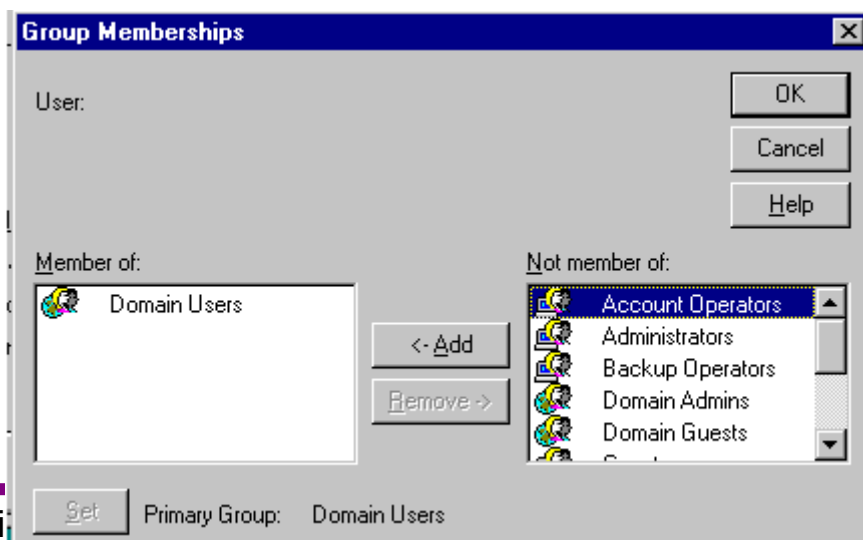 Group Memberships
User:
OK
Cancel
Help
Member of:
Domain Users
<- Add
Remove ->
Not member of:
Account Operators
Administrators
Backup Operators
Domain Admins
Domain Guests
Set
Primary Group: Domain Users